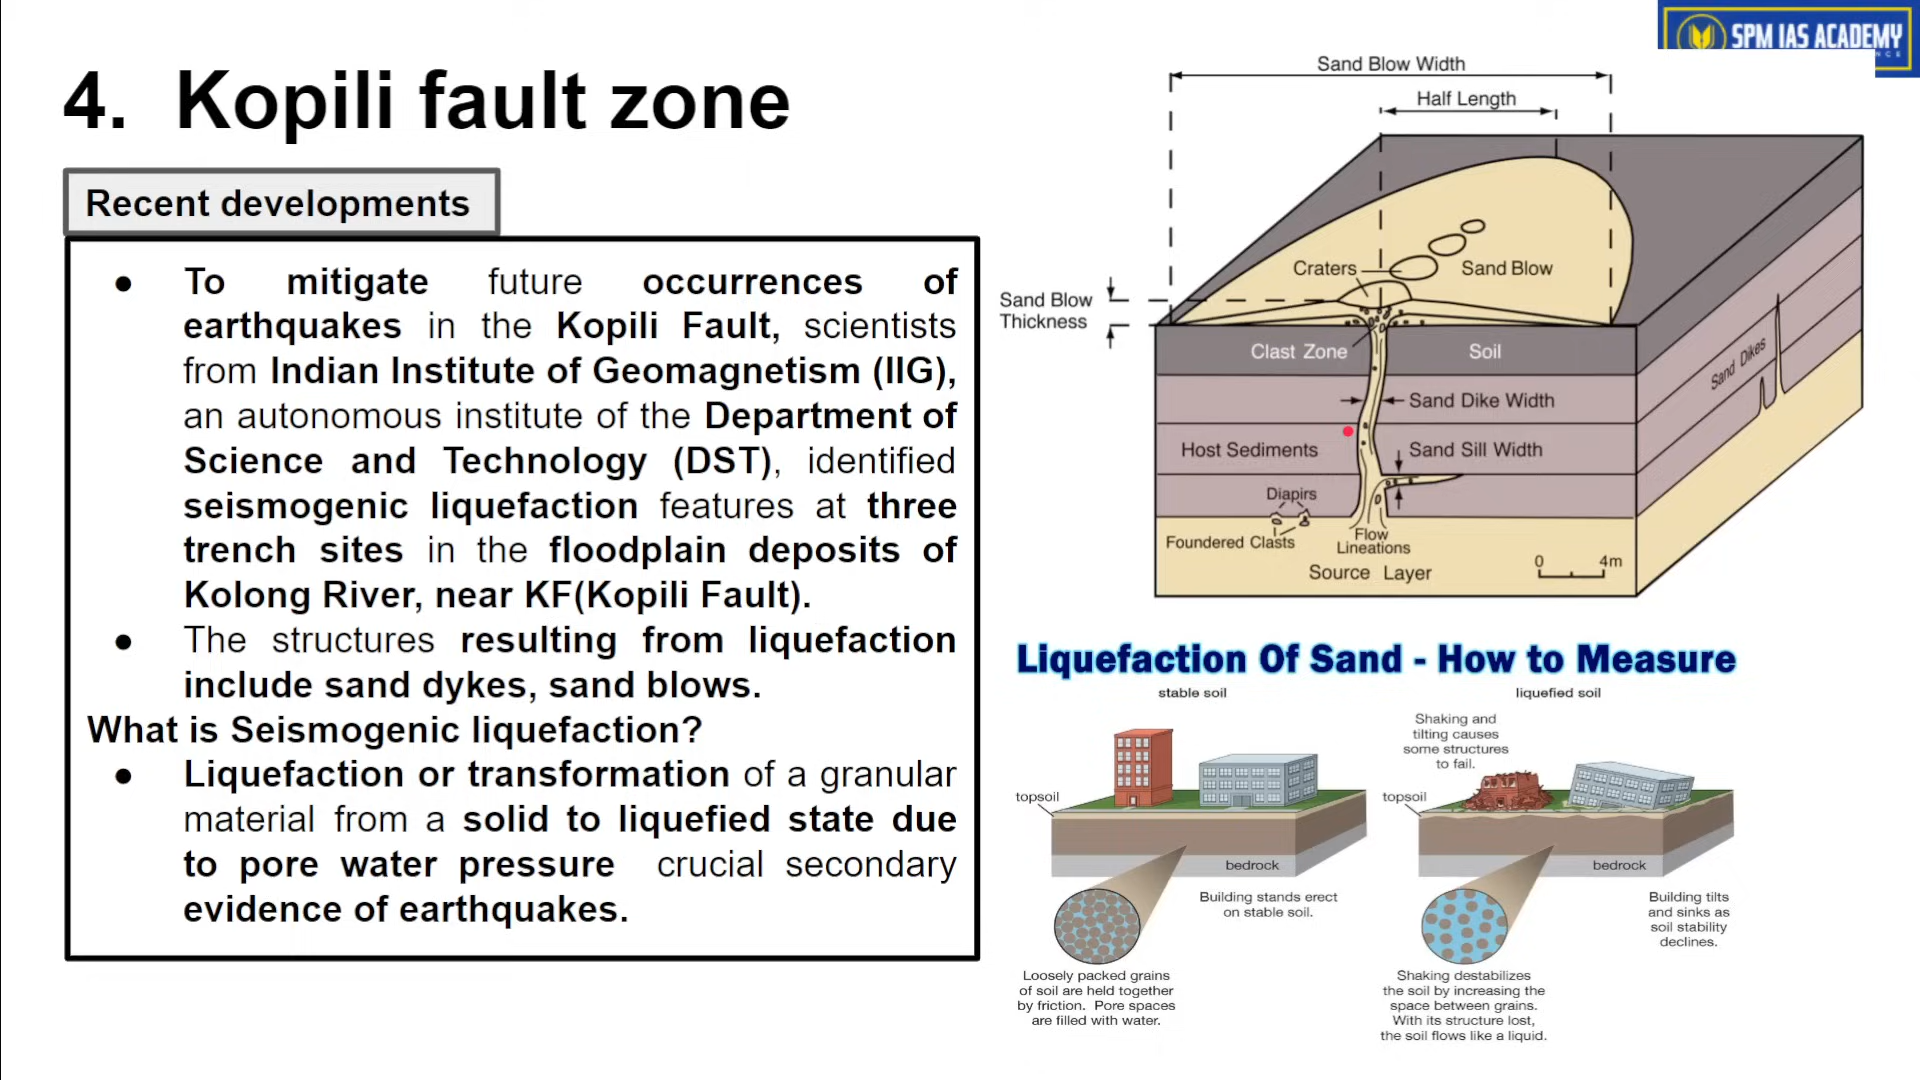 SPM IAS ACADEMY
4. Kopili fault zone
Recent developments
● To mitigate future occurrences of
earthquakes in the Kopili Fault, scientists
from Indian Institute of Geomagnetism (IIG),
an autonomous institute of the Department of
Science and Technology (DST), identified
seismogenic liquefaction features at three
trench sites in the floodplain deposits of
Kolong River, near KF(Kopili Fault).
● The structures resulting from liquefaction
include sand dykes, sand blows.
What is Seismogenic liquefaction?
● Liquefaction or transformation of a granular
material from a solid to liquefied state due
to pore water pressure crucial secondary
evidence of earthquakes.
Sand Blow Width
Half Length
Craters
Sand Blow
Sand Blow
Thickness
Clast Zone
Soil
Sand Dikes
Sand Dike Width
Host Sediments
Sand Sill Width
Diapirs
Foundered Clasts
Flow
Lineations
Source Layer
0 4m
Liquefaction Of Sand - How to Measure
stable soil
topsoil
bedrock
Building stands erect
on stable soil.
Loosely packed grains
of soil are held together
by friction. Pore spaces
are filled with water.
liquefied soil
Shaking and
tilting causes
some structures
to fail.
topsoil
bedrock
Building tilts
and sinks as
soil stability
declines.
Shaking destabilizes
the soil by increasing the
space between grains.
With its structure lost,
the soil flows like a liquid.